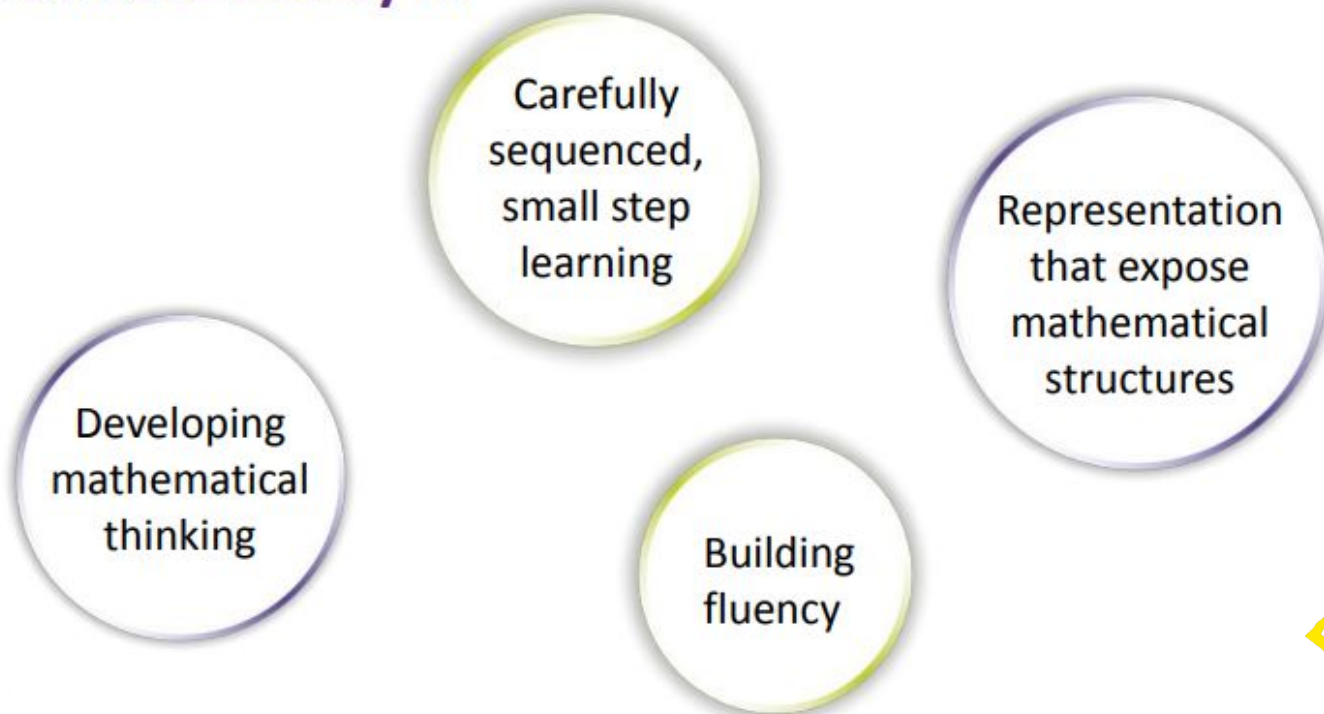 Carefully
sequenced,
small step
learning
Representation
that expose
mathematical
structures
Developing
mathematical
thinking
Building
fluency